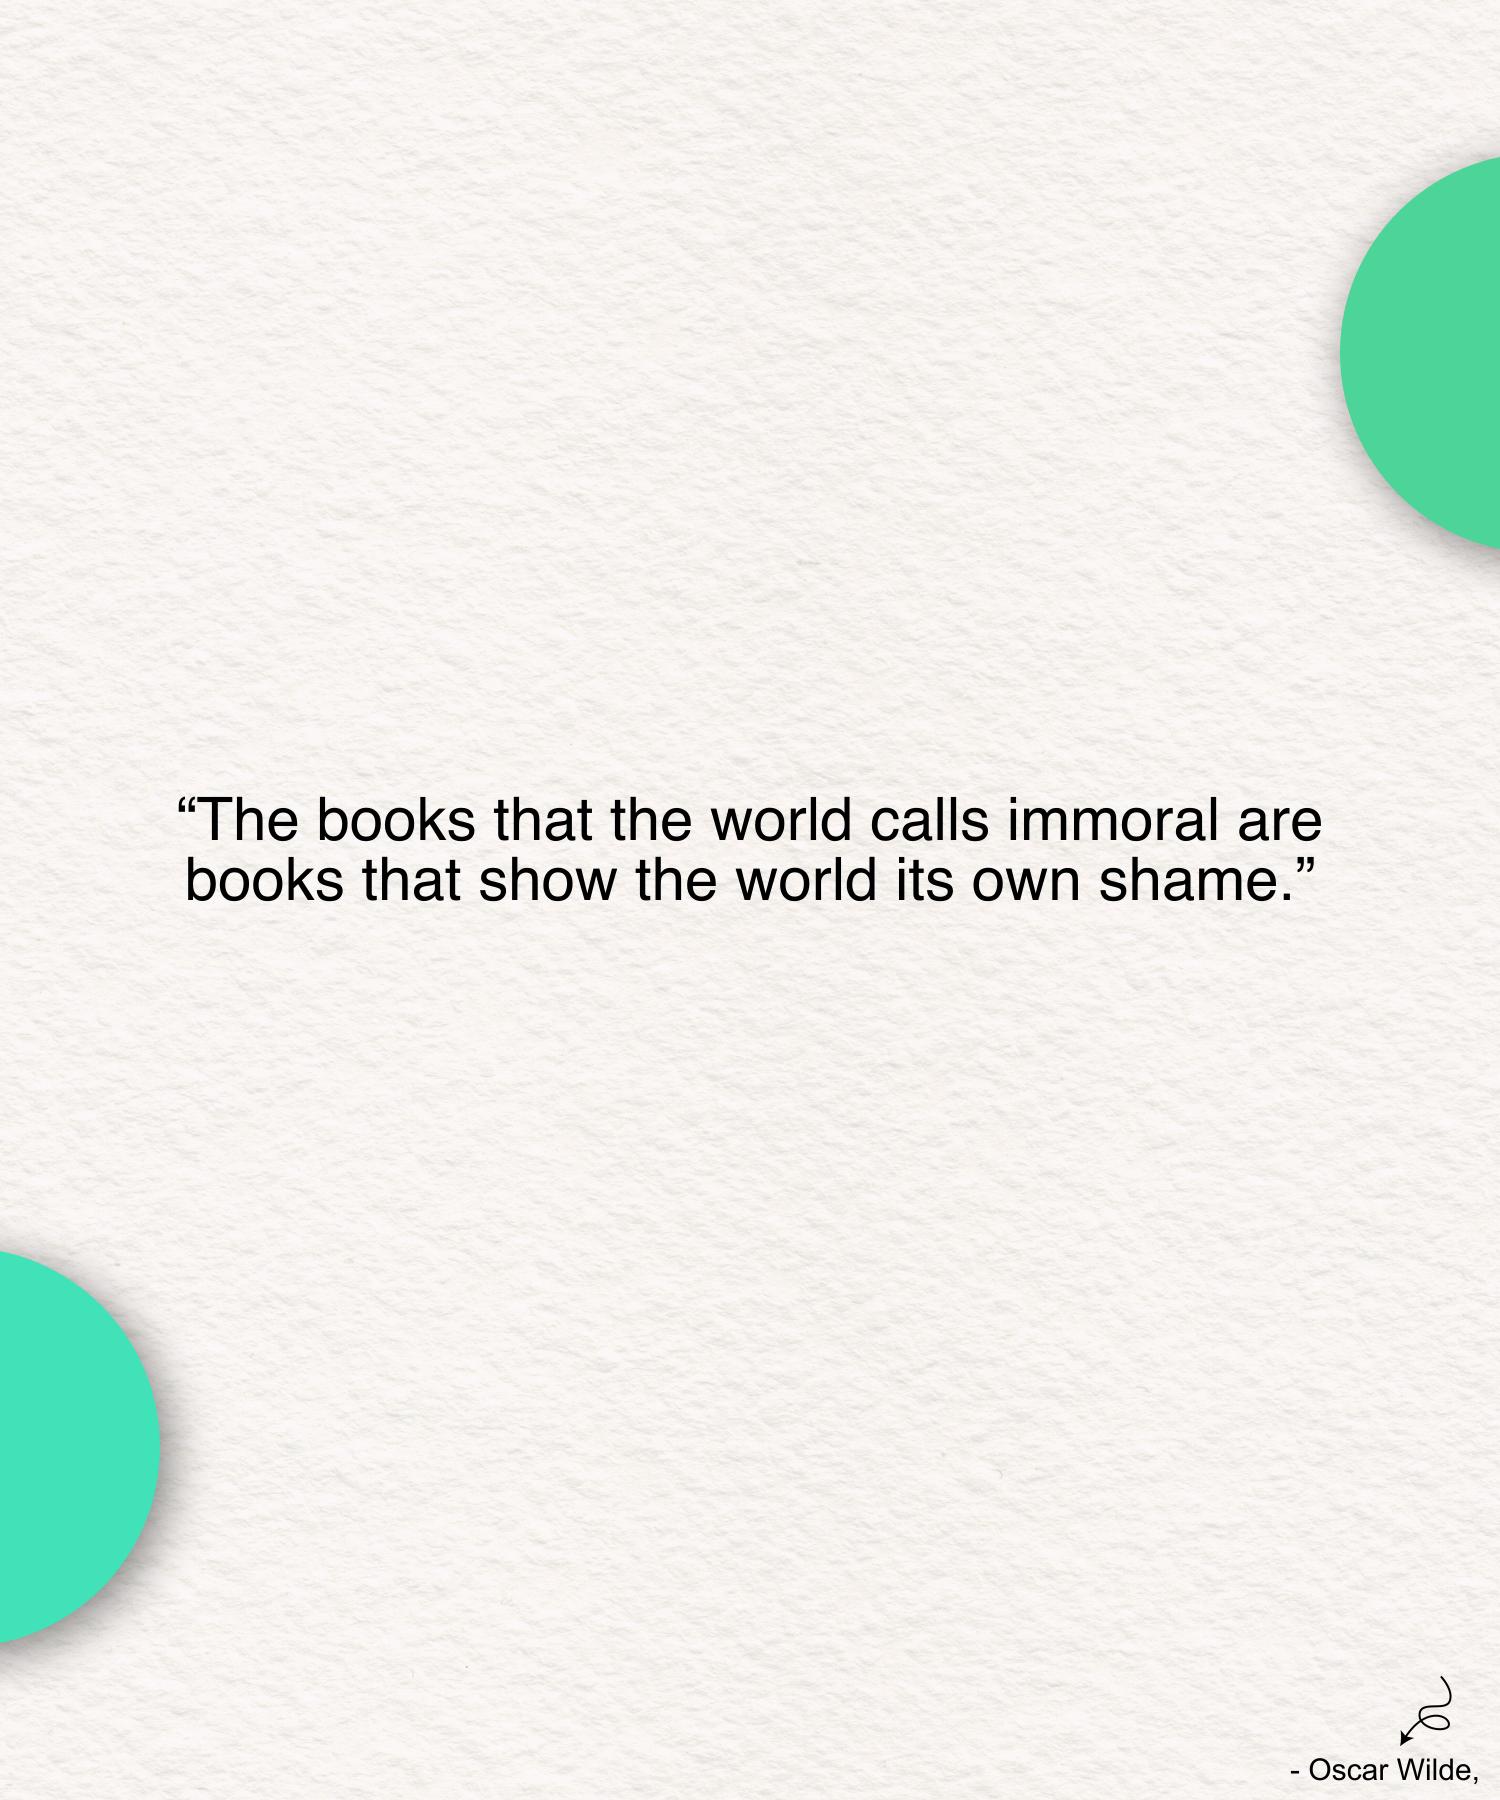 “The books that the world calls immoral are
books that show the world its own shame.”
- Oscar Wilde,